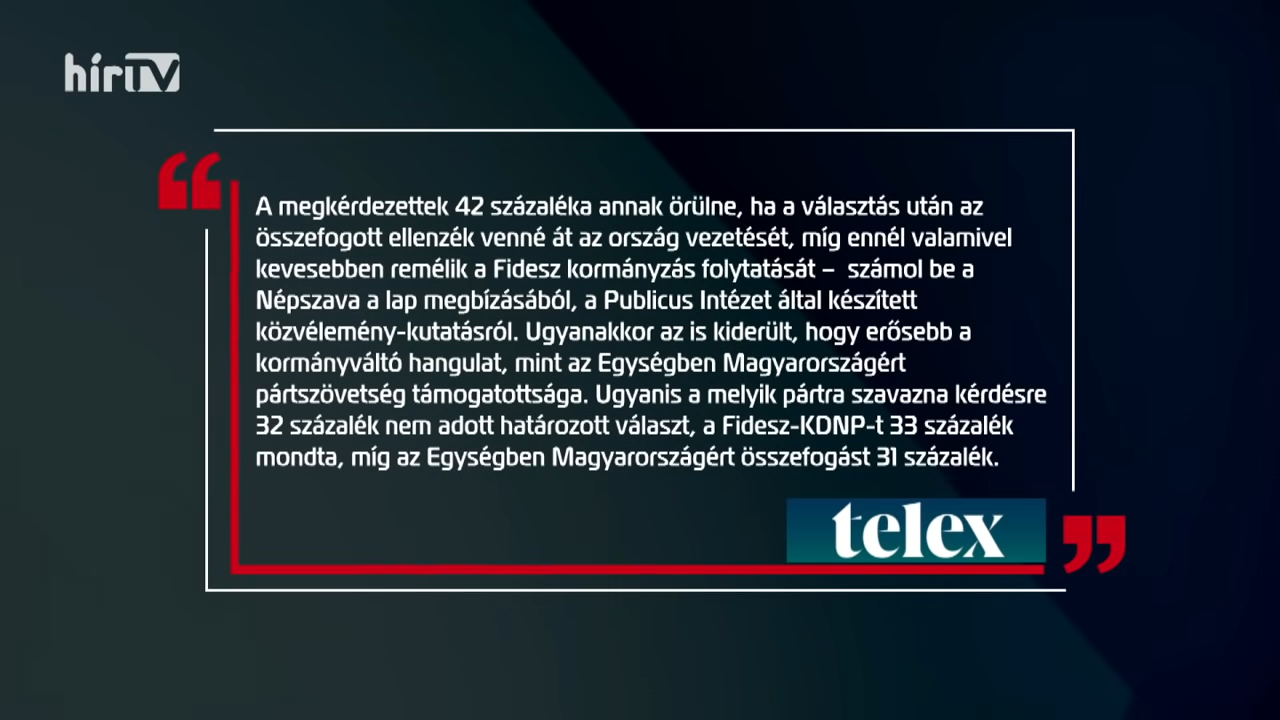 hírTV
A megkérdezettek 42 százaléka annak örülne, ha a választás után az
összefogott ellenzék venné át az ország vezetését, míg ennél valamivel
kevesebben remélik a Fidesz kormányzás folytatását – számol be a
Népszava a lap megbízásából, a Publicus Intézet által készített
közvélemény-kutatásról. Ugyanakkor az is kiderült, hogy erősebb a
kormányváltó hangulat, mint az Egységben Magyarországért
pártszövetség támogatottsága. Ugyanis a melyik pártra szavazna kérdésre
32 százalék nem adott határozott választ, a Fidesz-KDNP-t 33 százalék
mondta, míg az Egységben Magyarországért összefogást 31 százalék.
telex